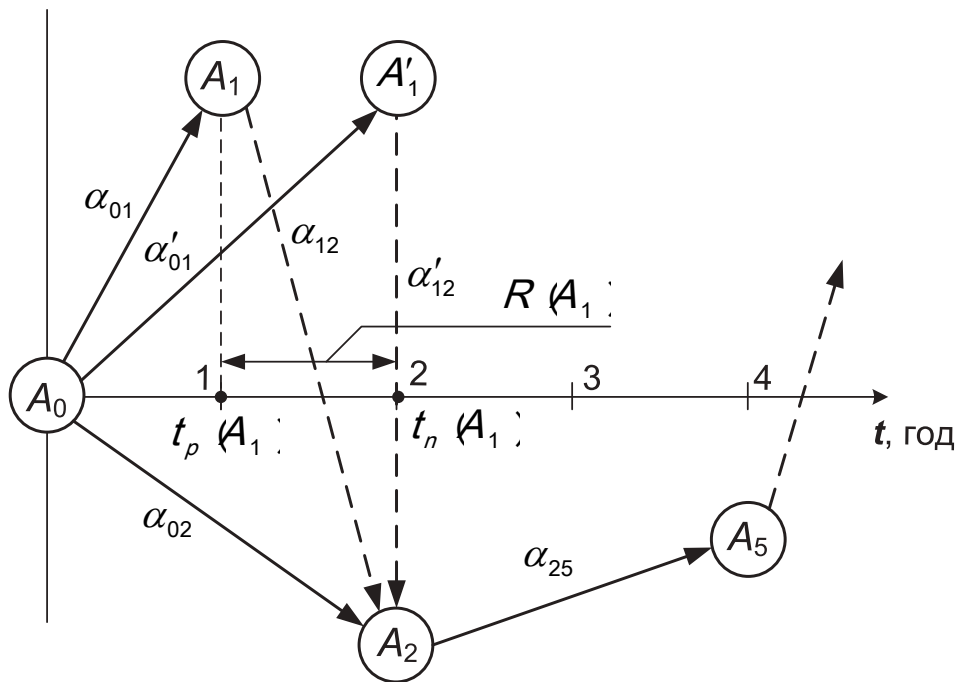 A₁
A′₁
α₀₁
α′₀₁
α₁₂
α′₁₂
R (A₁)
A₀
1
2
3
4
tₚ (A₁)
tₙ (A₁)
t, год
α₀₂
α₂₅
A₅
A₂